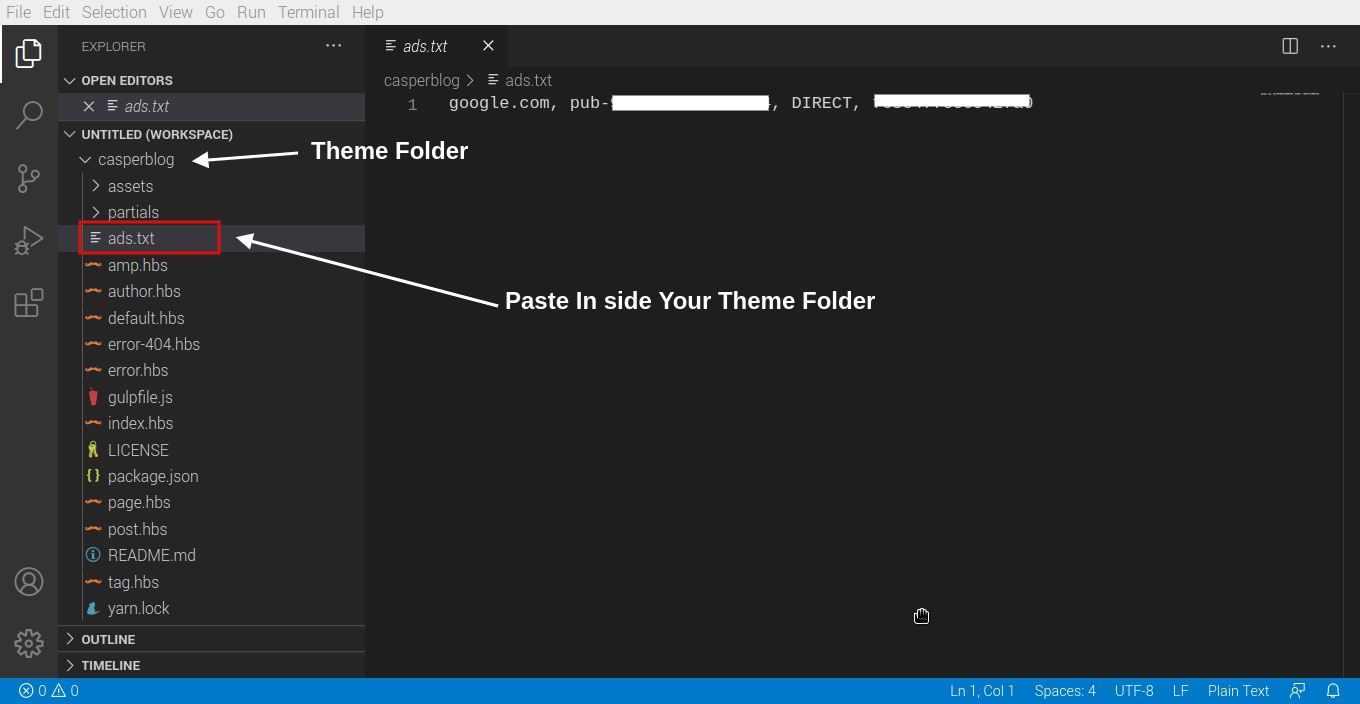 File Edit Selection View Go Run Terminal Help
EXPLORER
ads.txt
OPEN EDITORS
casperblog > ads.txt
ads.txt
1 google.com, pub- , DIRECT,
UNTITLED (WORKSPACE)
Theme Folder
casperblog
assets
partials
ads.txt
amp.hbs
author.hbs
Paste In side Your Theme Folder
default.hbs
error-404.hbs
error.hbs
gulpfile.js
index.hbs
LICENSE
package.json
page.hbs
post.hbs
README.md
tag.hbs
yarn.lock
OUTLINE
TIMELINE
0 0 Ln 1, Col 1 Spaces: 4 UTF-8 LF Plain Text